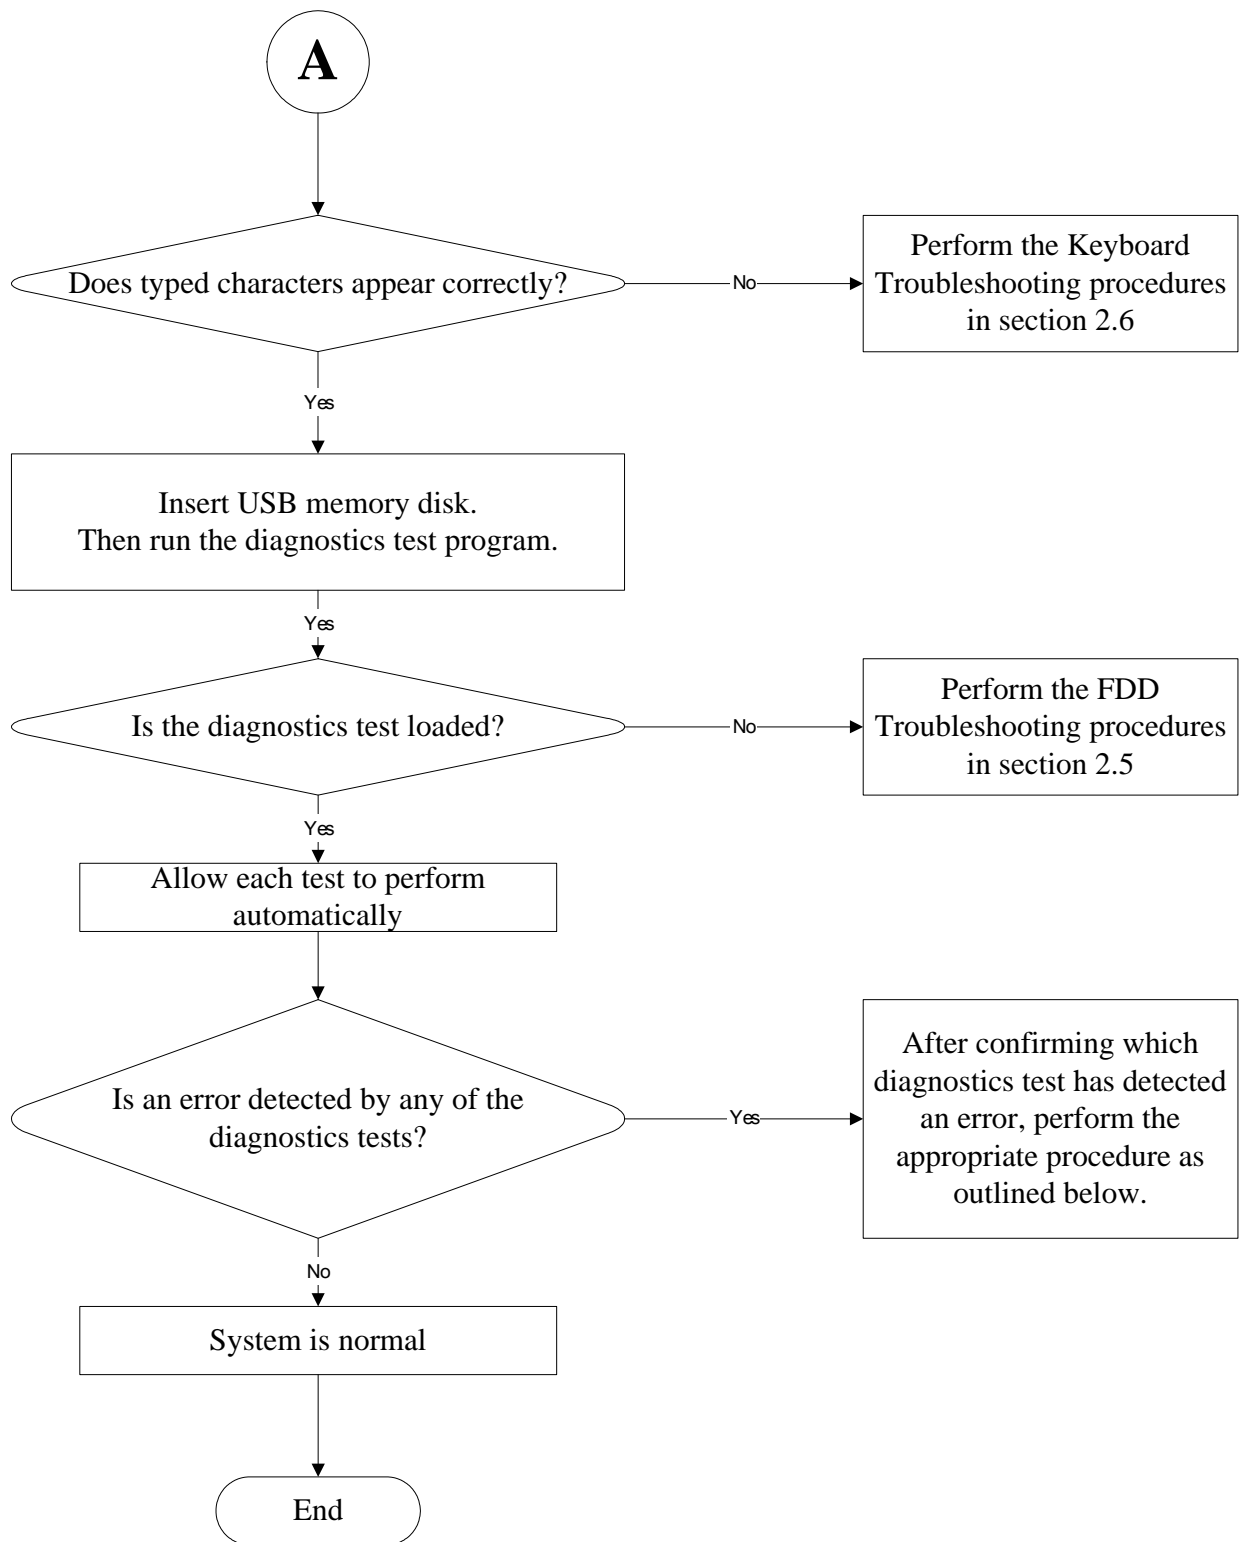 A
Does typed characters appear correctly?
No
Perform the Keyboard
Troubleshooting procedures
in section 2.6
Yes
Insert USB memory disk.
Then run the diagnostics test program.
Yes
Is the diagnostics test loaded?
No
Perform the FDD
Troubleshooting procedures
in section 2.5
Yes
Allow each test to perform
automatically
Is an error detected by any of the
diagnostics tests?
Yes
After confirming which
diagnostics test has detected
an error, perform the
appropriate procedure as
outlined below.
No
System is normal
End